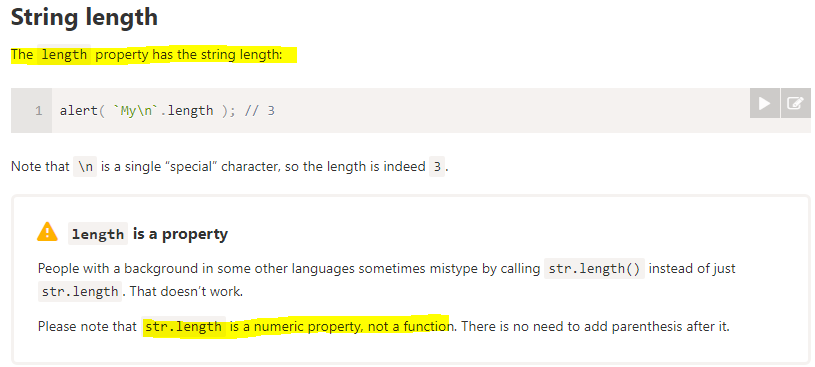 String length
The length property has the string length:
1 alert( `My\n`.length ); // 3
Note that \n is a single “special” character, so the length is indeed 3 .
length is a property
People with a background in some other languages sometimes mistype by calling str.length() instead of just
str.length . That doesn’t work.
Please note that str.length is a numeric property, not a function. There is no need to add parenthesis after it.